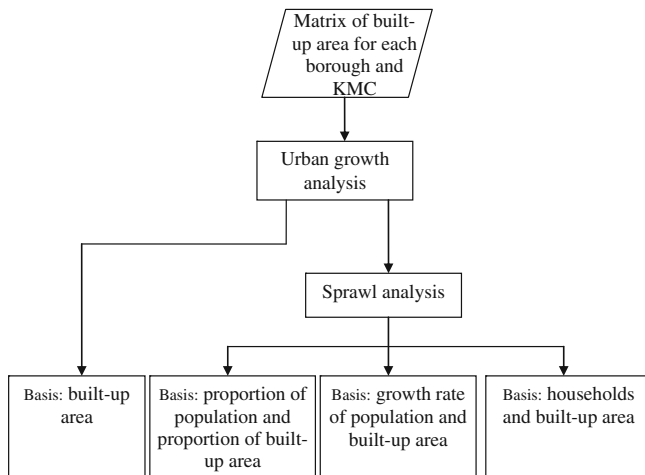 Matrix of built-
up area for each
borough and
KMC
Urban growth
analysis
Sprawl analysis
Basis: built-up
area
Basis: proportion of
population and
proportion of built-
up area
Basis: growth rate
of population and
built-up area
Basis: households
and built-up area